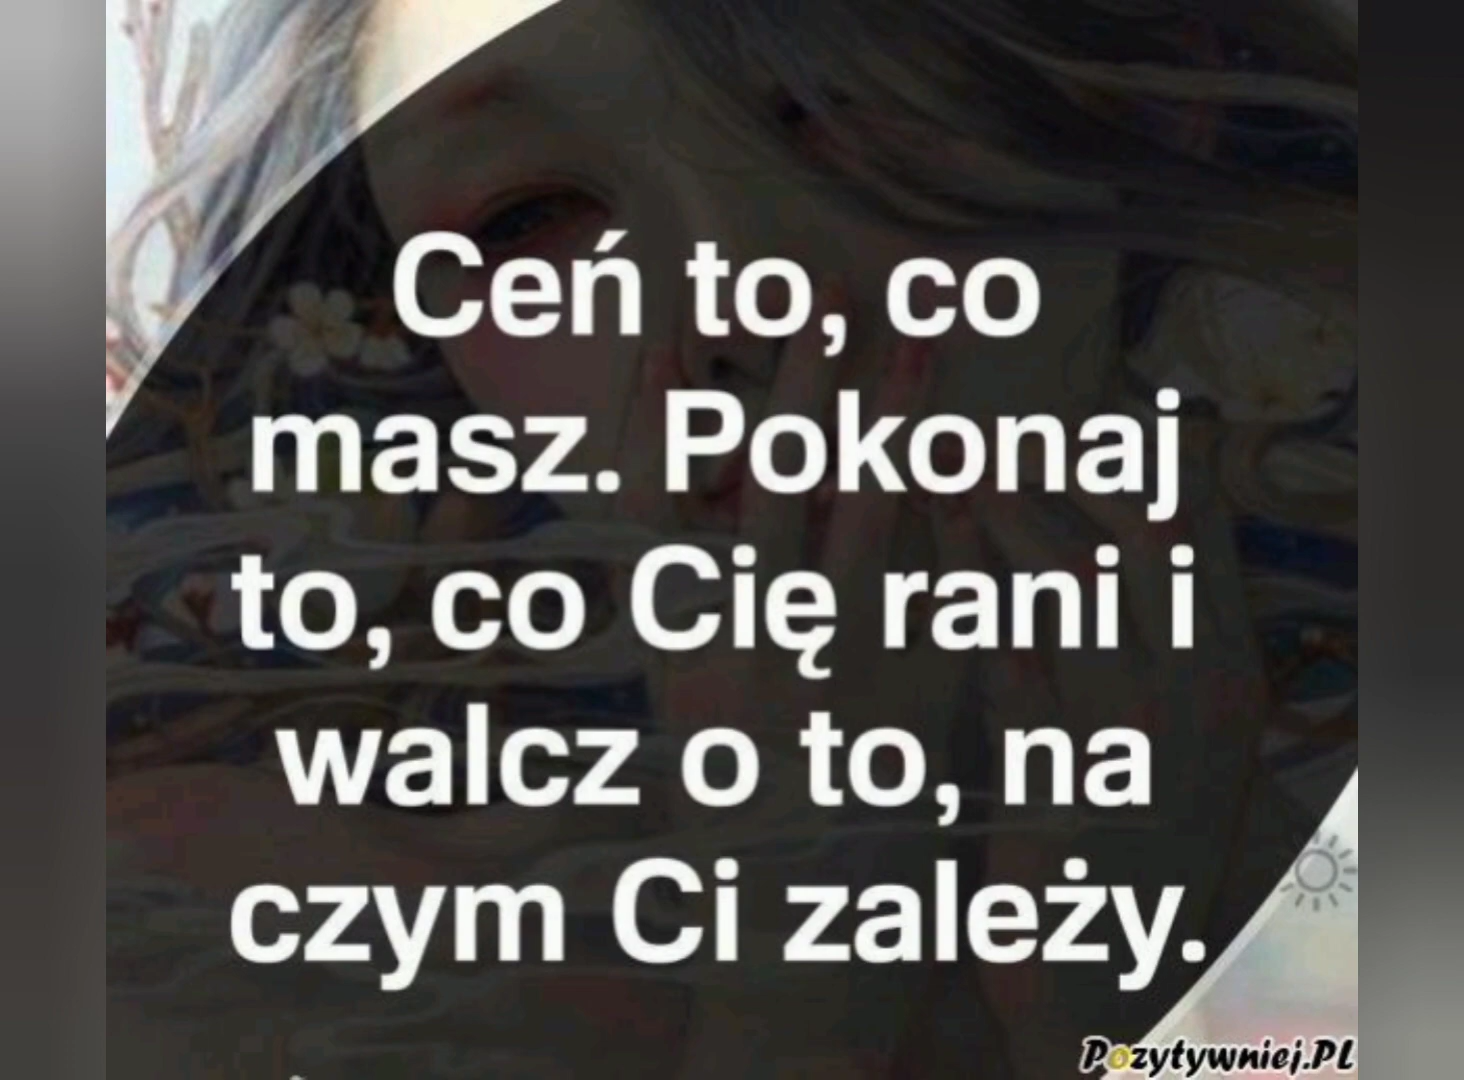 Ceń to, co
masz. Pokonaj
to, co Cię rani i
walcz o to, na
czym Ci zależy.
Pozytywniej.PL